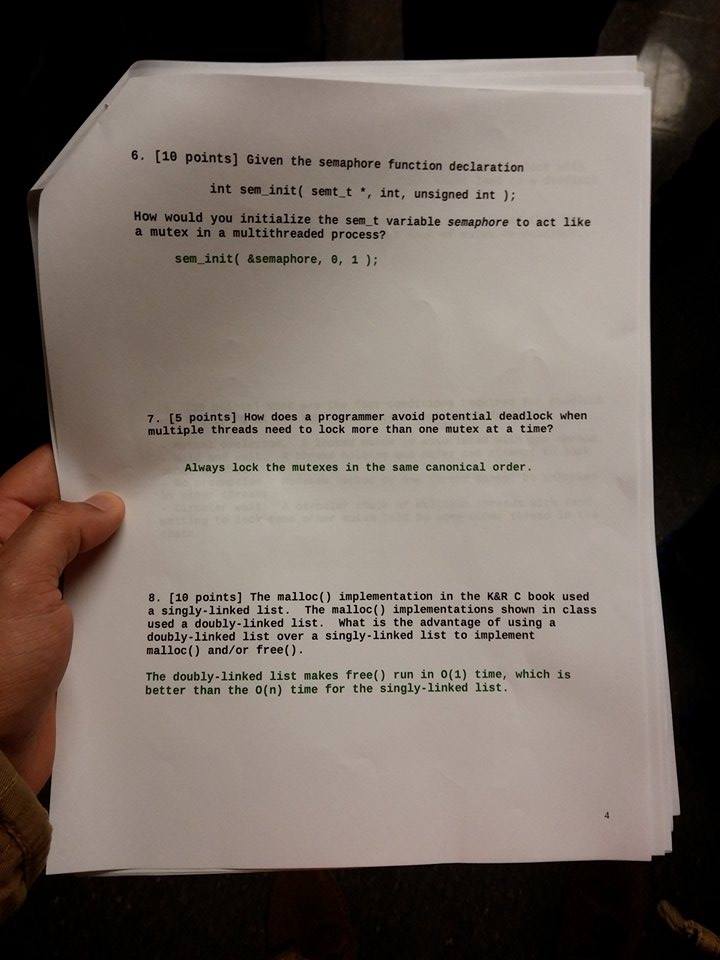 6. [10 points] Given the semaphore function declaration
int sem_init( semt_t *, int, unsigned int );
How would you initialize the sem_t variable semaphore to act like
a mutex in a multithreaded process?
sem_init( &semaphore, 0, 1 );
7. [5 points] How does a programmer avoid potential deadlock when
multiple threads need to lock more than one mutex at a time?
Always lock the mutexes in the same canonical order.
8. [10 points] The malloc() implementation in the K&R C book used
a singly-linked list. The malloc() implementations shown in class
used a doubly-linked list. What is the advantage of using a
doubly-linked list over a singly-linked list to implement
malloc() and/or free().
The doubly-linked list makes free() run in O(1) time, which is
better than the O(n) time for the singly-linked list.
4